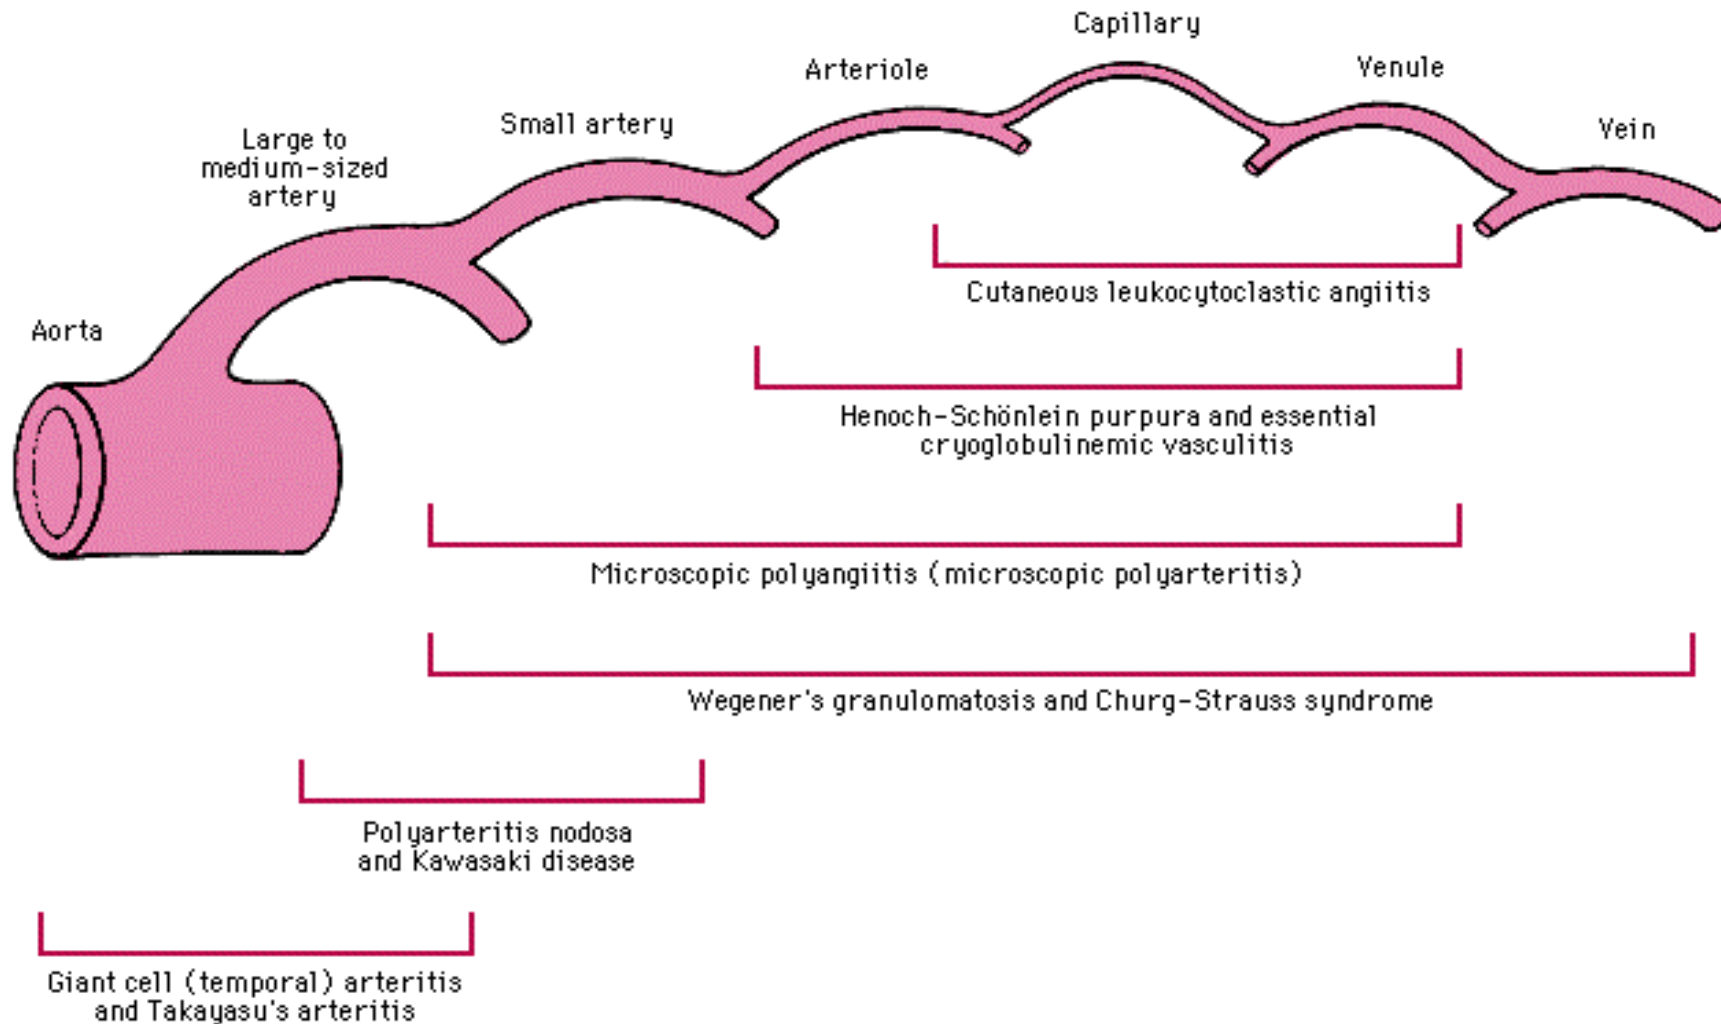 Capillary
Arteriole
Venule
Small artery
Vein
Large to
medium-sized
artery
Aorta
Cutaneous leukocytoclastic angiitis
Henoch-Schönlein purpura and essential
cryoglobulinemic vasculitis
Microscopic polyangiitis (microscopic polyarteritis)
Wegener's granulomatosis and Churg-Strauss syndrome
Polyarteritis nodosa
and Kawasaki disease
Giant cell (temporal) arteritis
and Takayasu's arteritis